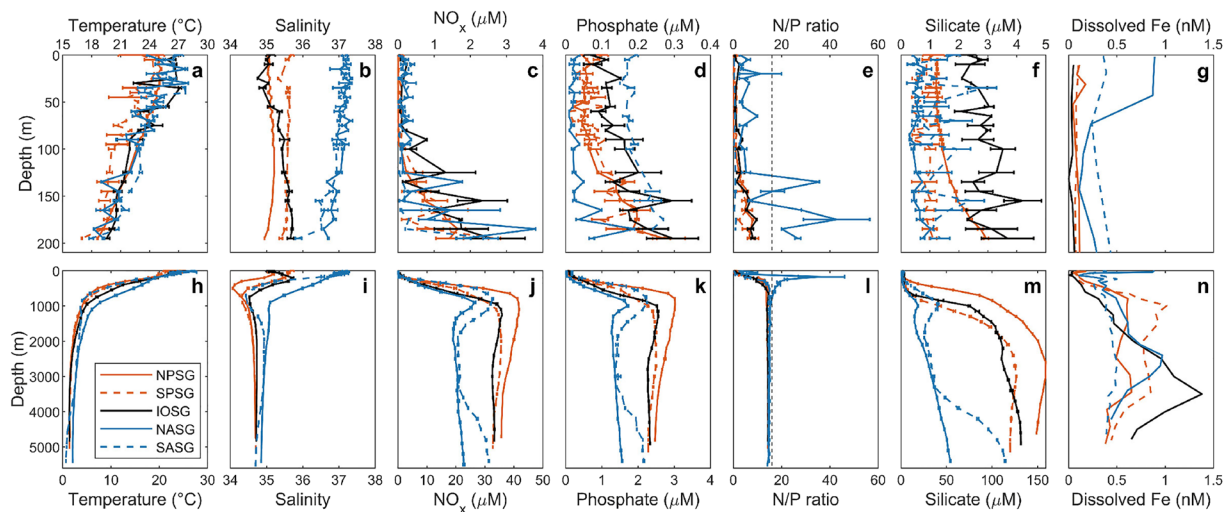 Temperature (°C)
Salinity
NOx (μM)
Phosphate (μM)
N/P ratio
Silicate (μM)
Dissolved Fe (nM)
15 18 21 24 27 30
34 35 36 37 38
0 1 2 3 4
0 0.1 0.2 0.3 0.4
0 20 40 60
0 1 2 3 4 5
0 0.5 1 1.5
Depth (m)
0
50
100
150
200
a
b
c
d
e
f
g
Depth (m)
0
1000
2000
3000
4000
5000
h
i
j
k
l
m
n
NPSG
SPSG
IOSG
NASG
SASG
0 10 20 30
34 35 36 37 38
0 10 20 30 40 50
0 1 2 3 4
0 20 40 60
0 50 100 150
0 0.5 1 1.5
Temperature (°C)
Salinity
NOx (μM)
Phosphate (μM)
N/P ratio
Silicate (μM)
Dissolved Fe (nM)